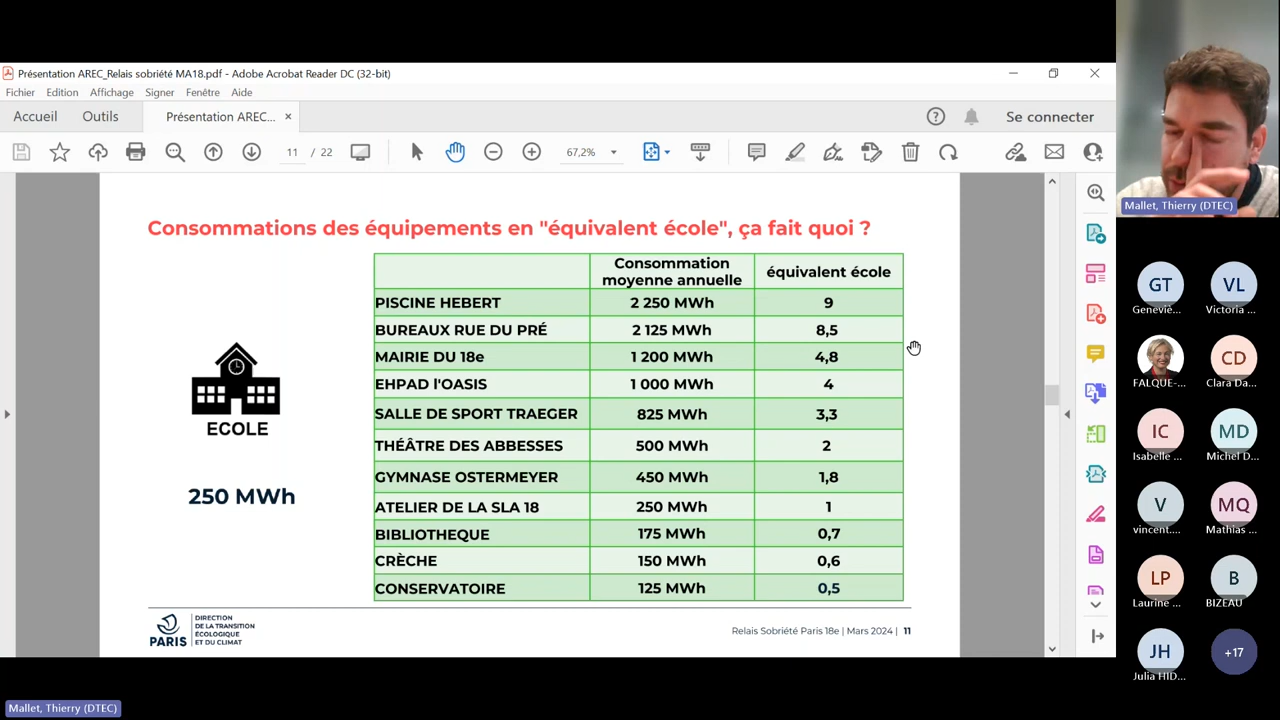 Présentation AREC_Relais sobriété MA18.pdf - Adobe Acrobat Reader DC (32-bit)
Fichier Edition Affichage Signer Fenêtre Aide
Accueil Outils Présentation AREC... × Se connecter
11 / 22 67,2%
Consommations des équipements en "équivalent école", ça fait quoi ?
ECOLE
250 MWh
Consommation moyenne annuelle équivalent école
PISCINE HEBERT 2 250 MWh 9
BUREAUX RUE DU PRÉ 2 125 MWh 8,5
MAIRIE DU 18e 1 200 MWh 4,8
EHPAD l'OASIS 1 000 MWh 4
SALLE DE SPORT TRAEGER 825 MWh 3,3
THÉÂTRE DES ABBESSES 500 MWh 2
GYMNASE OSTERMEYER 450 MWh 1,8
ATELIER DE LA SLA 18 250 MWh 1
BIBLIOTHEQUE 175 MWh 0,7
CRÈCHE 150 MWh 0,6
CONSERVATOIRE 125 MWh 0,5
PARIS
DIRECTION
DE LA TRANSITION
ÉCOLOGIQUE
ET DU CLIMAT
Relais Sobriété Paris 18e | Mars 2024 | 11
Mallet, Thierry (DTEC)
GT VL
Geneviè... Victoria ...
CD
FALQUE-... Clara Da...
IC MD
Isabelle ... Michel D...
V MQ
vincent.... Mathias ...
LP B
Laurine ... BIZEAU
JH +17
Julia HID...
Mallet, Thierry (DTEC)